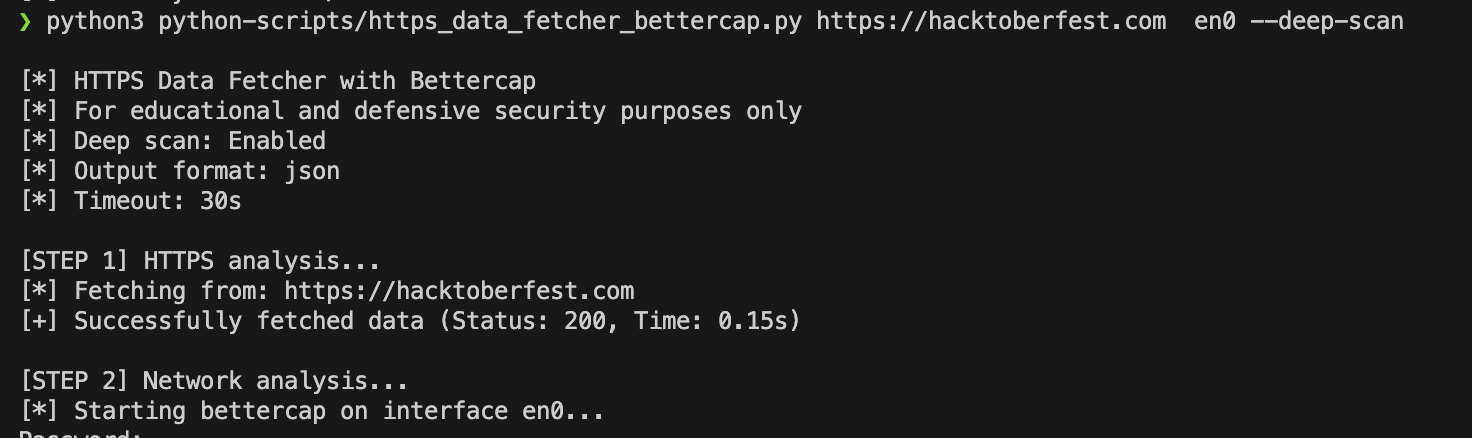 ❯ python3 python-scripts/https_data_fetcher_bettercap.py https://hacktoberfest.com  en0 --deep-scan
[*] HTTPS Data Fetcher with Bettercap
[*] For educational and defensive security purposes only
[*] Deep scan: Enabled
[*] Output format: json
[*] Timeout: 30s
[STEP 1] HTTPS analysis...
[*] Fetching from: https://hacktoberfest.com
[+] Successfully fetched data (Status: 200, Time: 0.15s)
[STEP 2] Network analysis...
[*] Starting bettercap on interface en0...
Password: